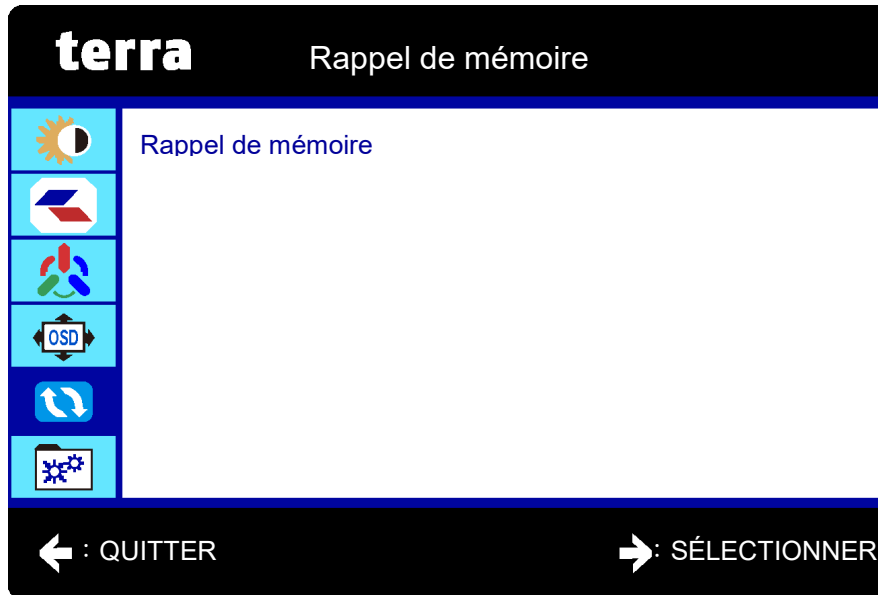 terra
Rappel de mémoire
Rappel de mémoire
OSD
: QUITTER
: SÉLECTIONNER